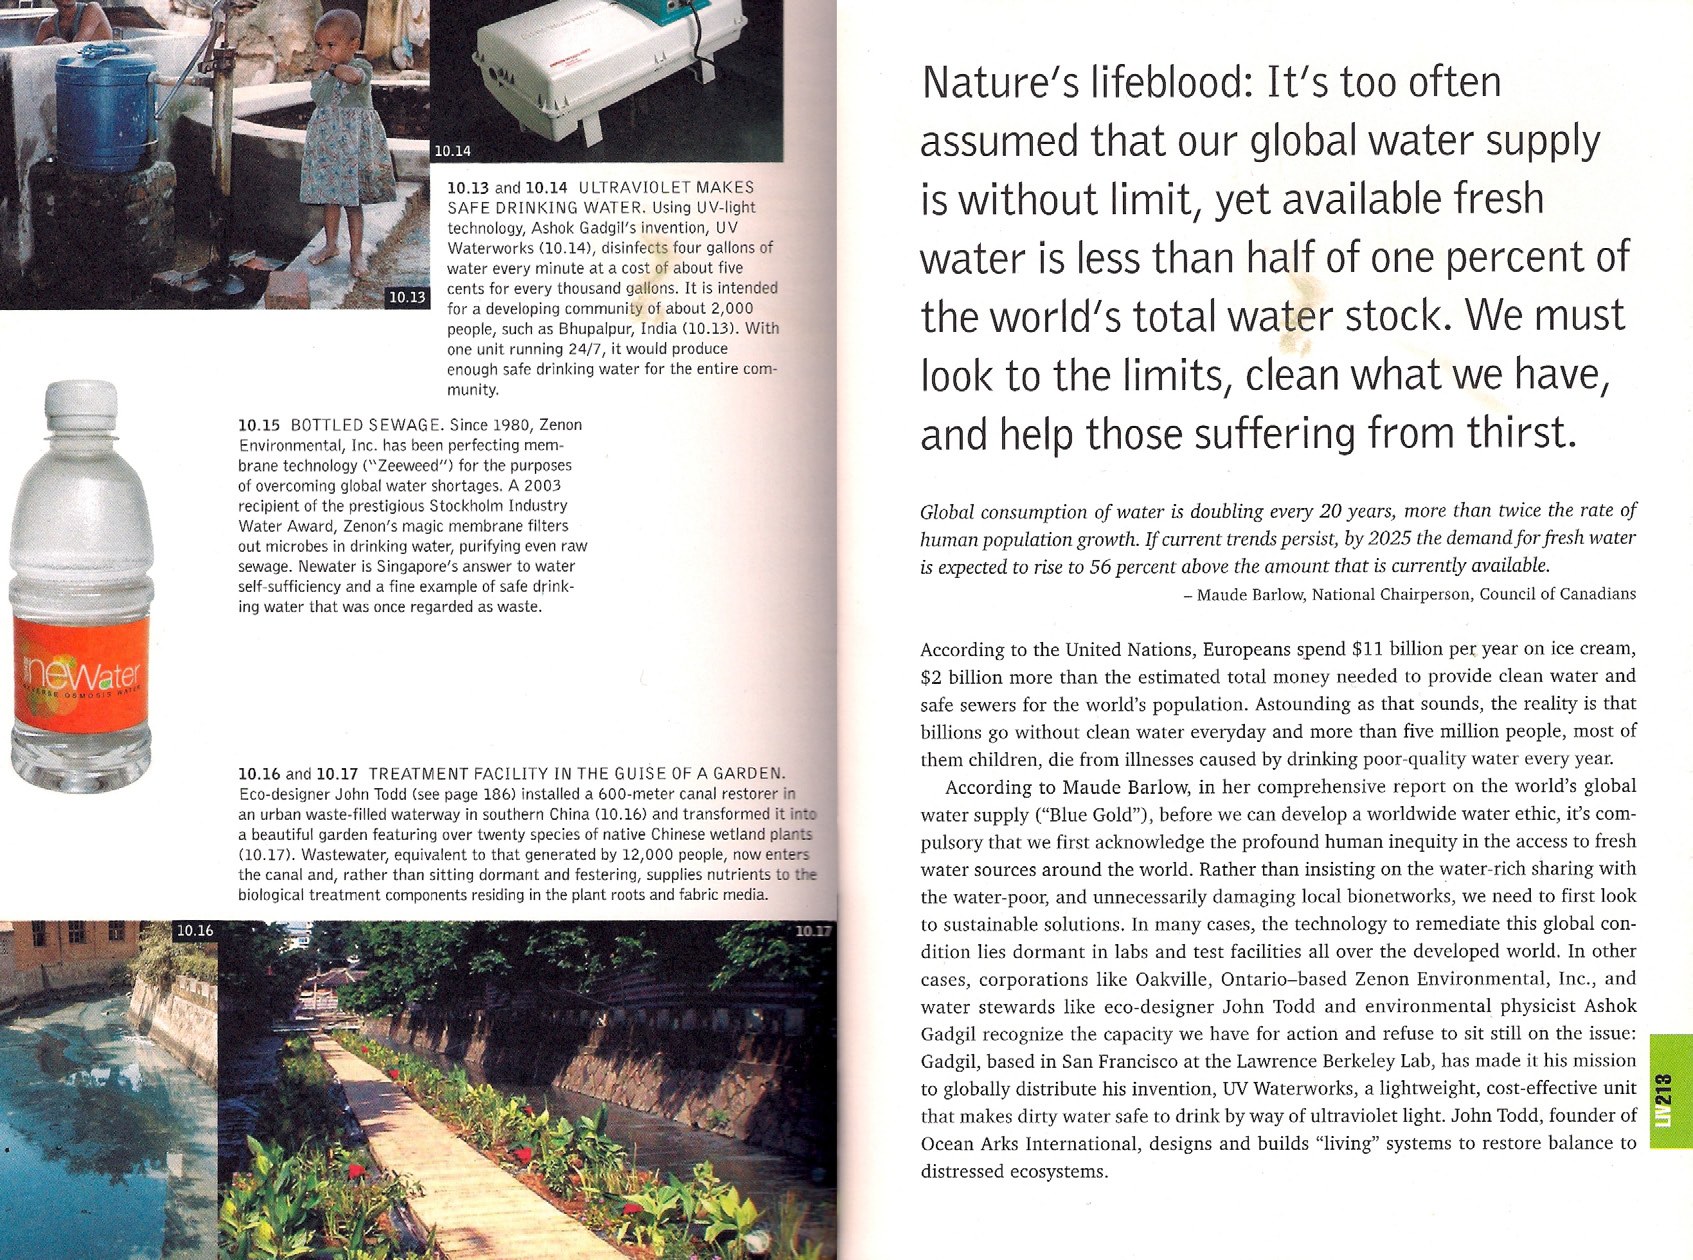 10.14
10.13
10.13 and 10.14 ULTRAVIOLET MAKES
SAFE DRINKING WATER. Using UV-light
technology, Ashok Gadgil's invention, UV
Waterworks (10.14), disinfects four gallons of
water every minute at a cost of about five
cents for every thousand gallons. It is intended
for a developing community of about 2,000
people, such as Bhupalpur, India (10.13). With
one unit running 24/7, it would produce
enough safe drinking water for the entire com-
munity.
10.15 BOTTLED SEWAGE. Since 1980, Zenon
Environmental, Inc. has been perfecting mem-
brane technology ("Zeeweed") for the purposes
of overcoming global water shortages. A 2003
recipient of the prestigious Stockholm Industry
Water Award, Zenon's magic membrane filters
out microbes in drinking water, purifying even raw
sewage. Newater is Singapore's answer to water
self-sufficiency and a fine example of safe drink-
ing water that was once regarded as waste.
newater
REVERSE OSMOSIS WATER
10.16 and 10.17 TREATMENT FACILITY IN THE GUISE OF A GARDEN.
Eco-designer John Todd (see page 186) installed a 600-meter canal restorer in
an urban waste-filled waterway in southern China (10.16) and transformed it into
a beautiful garden featuring over twenty species of native Chinese wetland plants
(10.17). Wastewater, equivalent to that generated by 12,000 people, now enters
the canal and, rather than sitting dormant and festering, supplies nutrients to the
biological treatment components residing in the plant roots and fabric media.
10.16
10.17
Nature's lifeblood: It's too often
assumed that our global water supply
is without limit, yet available fresh
water is less than half of one percent of
the world's total water stock. We must
look to the limits, clean what we have,
and help those suffering from thirst.
Global consumption of water is doubling every 20 years, more than twice the rate of
human population growth. If current trends persist, by 2025 the demand for fresh water
is expected to rise to 56 percent above the amount that is currently available.
– Maude Barlow, National Chairperson, Council of Canadians
According to the United Nations, Europeans spend $11 billion per year on ice cream,
$2 billion more than the estimated total money needed to provide clean water and
safe sewers for the world's population. Astounding as that sounds, the reality is that
billions go without clean water everyday and more than five million people, most of
them children, die from illnesses caused by drinking poor-quality water every year.
According to Maude Barlow, in her comprehensive report on the world's global
water supply ("Blue Gold"), before we can develop a worldwide water ethic, it's com-
pulsory that we first acknowledge the profound human inequity in the access to fresh
water sources around the world. Rather than insisting on the water-rich sharing with
the water-poor, and unnecessarily damaging local bionetworks, we need to first look
to sustainable solutions. In many cases, the technology to remediate this global con-
dition lies dormant in labs and test facilities all over the developed world. In other
cases, corporations like Oakville, Ontario–based Zenon Environmental, Inc., and
water stewards like eco-designer John Todd and environmental physicist Ashok
Gadgil recognize the capacity we have for action and refuse to sit still on the issue:
Gadgil, based in San Francisco at the Lawrence Berkeley Lab, has made it his mission
to globally distribute his invention, UV Waterworks, a lightweight, cost-effective unit
that makes dirty water safe to drink by way of ultraviolet light. John Todd, founder of
Ocean Arks International, designs and builds "living" systems to restore balance to
distressed ecosystems.
LIV213